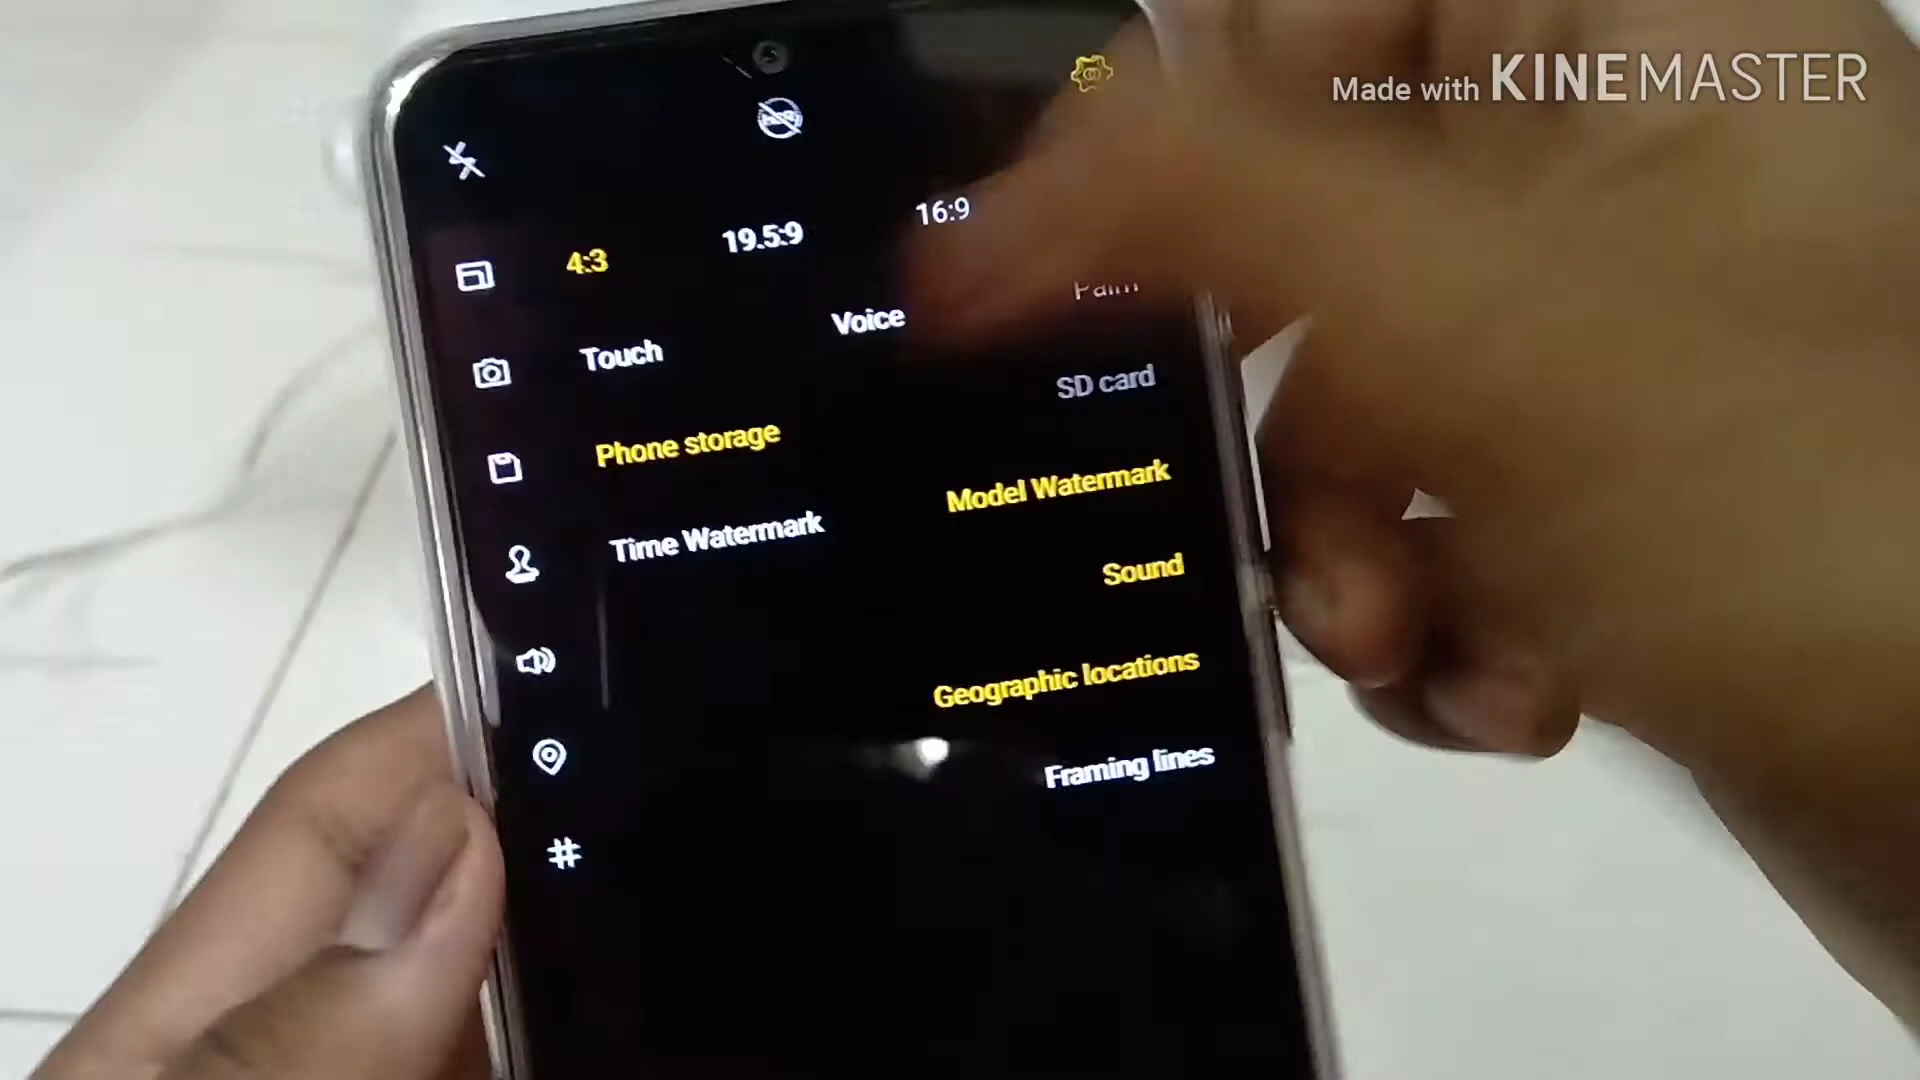 Made with KINEMASTER
4:3 19.5:9 16:9
Touch Voice Palm
Phone storage SD card
Time Watermark Model Watermark
Sound
Geographic locations
Framing lines